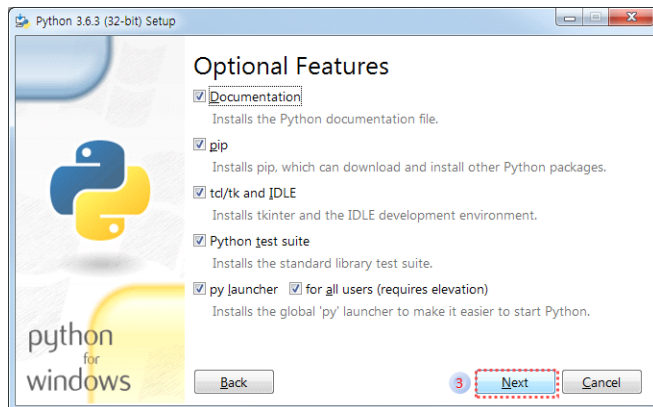 Python 3.6.3 (32-bit) Setup
Optional Features
Documentation
Installs the Python documentation file.
pip
Installs pip, which can download and install other Python packages.
tcl/tk and IDLE
Installs tkinter and the IDLE development environment.
Python test suite
Installs the standard library test suite.
py launcher for all users (requires elevation)
Installs the global 'py' launcher to make it easier to start Python.
python
for
windows
Back 3 Next Cancel